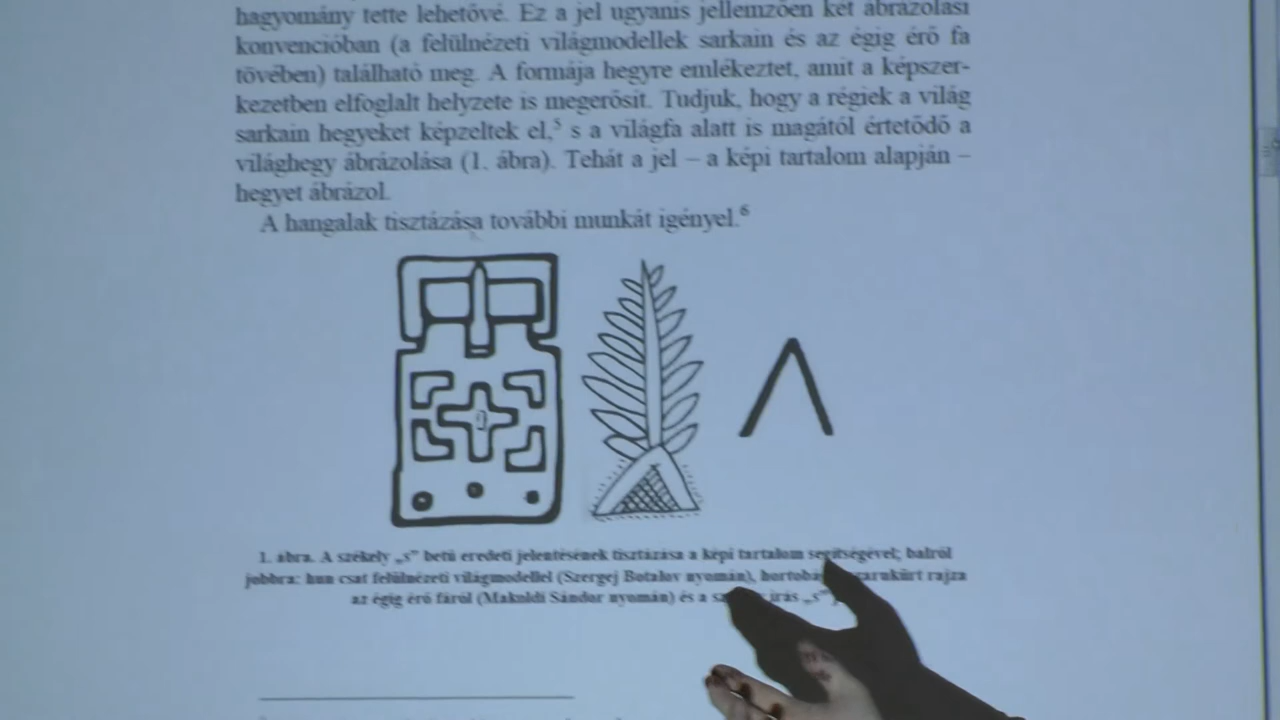 hagyomány tette lehetővé. Ez a jel ugyanis jellemzően két ábrázolási
konvencióban (a felülnézeti világmodellek sarkain és az égig érő fa
tövében) található meg. A formája hegyre emlékeztet, amit a képszer-
kezetben elfoglalt helyzete is megerősít. Tudjuk, hogy a régiek a világ
sarkain hegyeket képzeltek el,⁵ s a világfa alatt is magától értetődő a
világhegy ábrázolása (1. ábra). Tehát a jel – a képi tartalom alapján –
hegyet ábrázol.
A hangalak tisztázása további munkát igényel.⁶
1. ábra. A székely „s” betű eredeti jelentésének tisztázása a képi tartalom segítségével; balról
jobbra: hun csat felülnézeti világmodellel (Szergej Botalov nyomán), rajza
az égig érő fáról (Makoldi Sándor nyomán) és a írás „s”